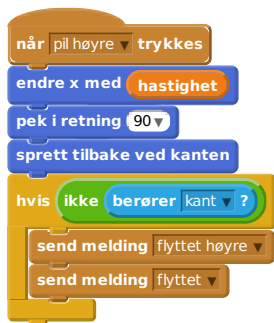 når pil høyre trykkes
endre x med hastighet
pek i retning 90
sprett tilbake ved kanten
hvis ikke berører kant ?
send melding flyttet høyre
send melding flyttet